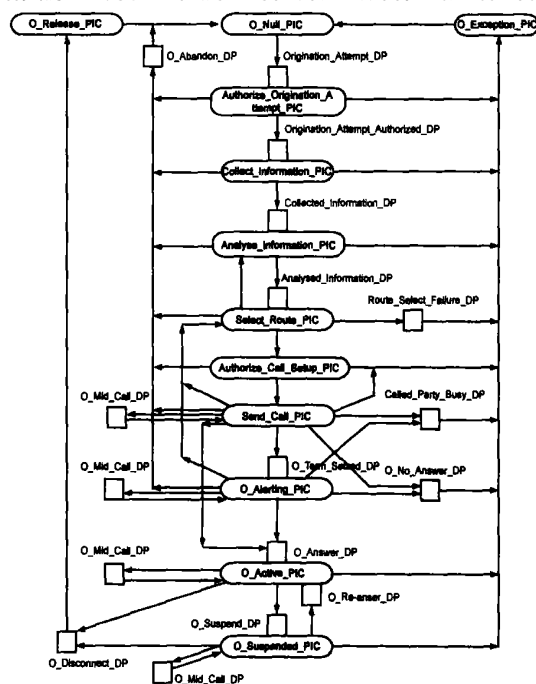 O_Release_PIC
O_Null_PIC
O_Exception_PIC
O_Abandon_DP
Origination_Attempt_DP
Authorize_Origination_A
ttempt_PIC
Origination_Attempt_Authorized_DP
Collect_Information_PIC
Collected_Information_DP
Analyse_Information_PIC
Analysed_Information_DP
Route_Select_Failure_DP
Select_Route_PIC
Authorize_Call_Setup_PIC
O_Mid_Call_DP
Called_Party_Busy_DP
Send_Call_PIC
O_Mid_Call_DP
O_Term_Seized_DP
O_No_Answer_DP
O_Alerting_PIC
O_Mid_Call_DP
O_Answer_DP
O_Active_PIC
O_Re-anser_DP
O_Suspend_DP
O_Suspended_PIC
O_Disconnect_DP
O_Mid_Call_DP